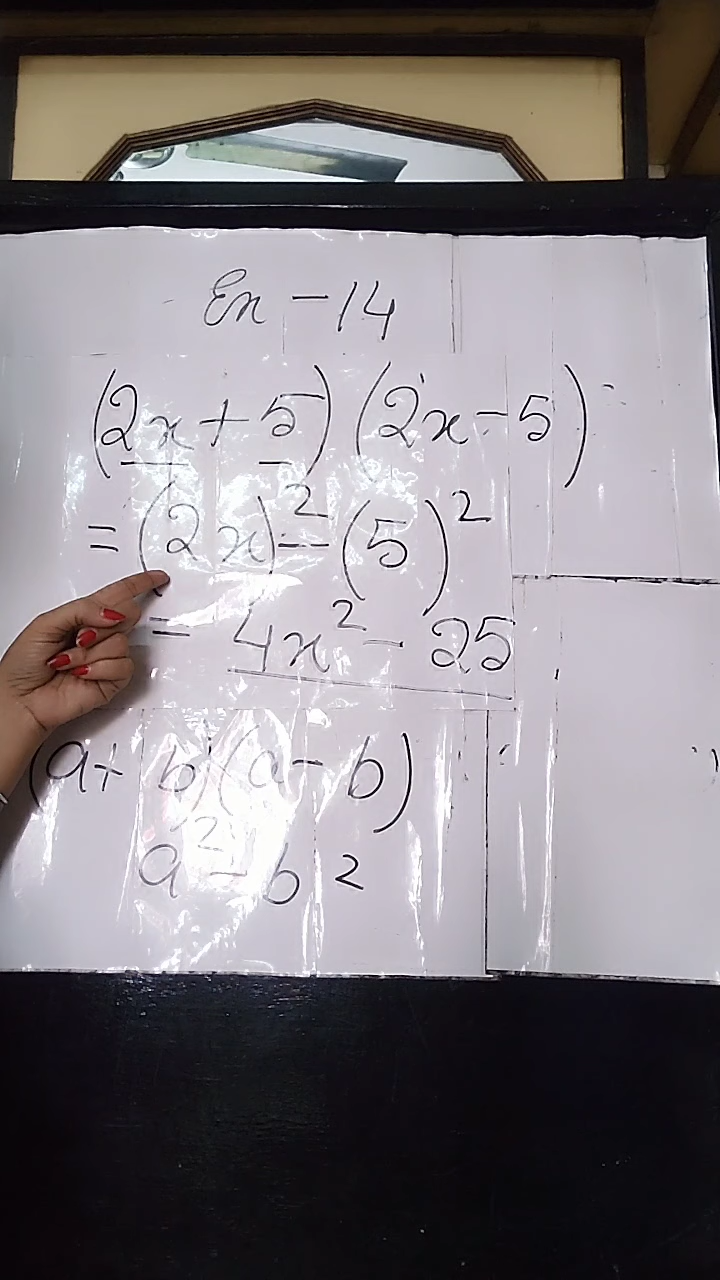 Ex - 14
(2x + 5) (2x - 5)
= (2x)² - (5)²
= 4x² - 25
(a + b) (a - b)
a² - b²